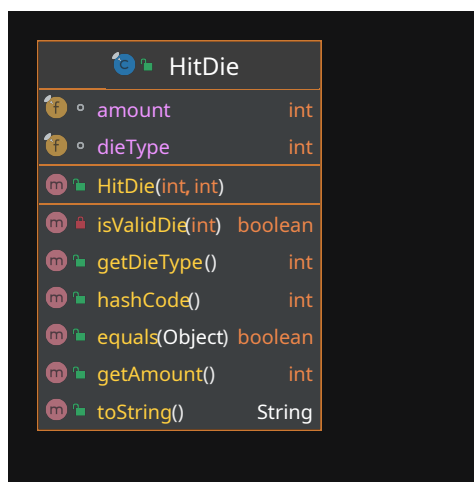 HitDie
amount int
dieType int
HitDie(int, int)
isValidDie(int) boolean
getDieType() int
hashCode() int
equals(Object) boolean
getAmount() int
toString() String